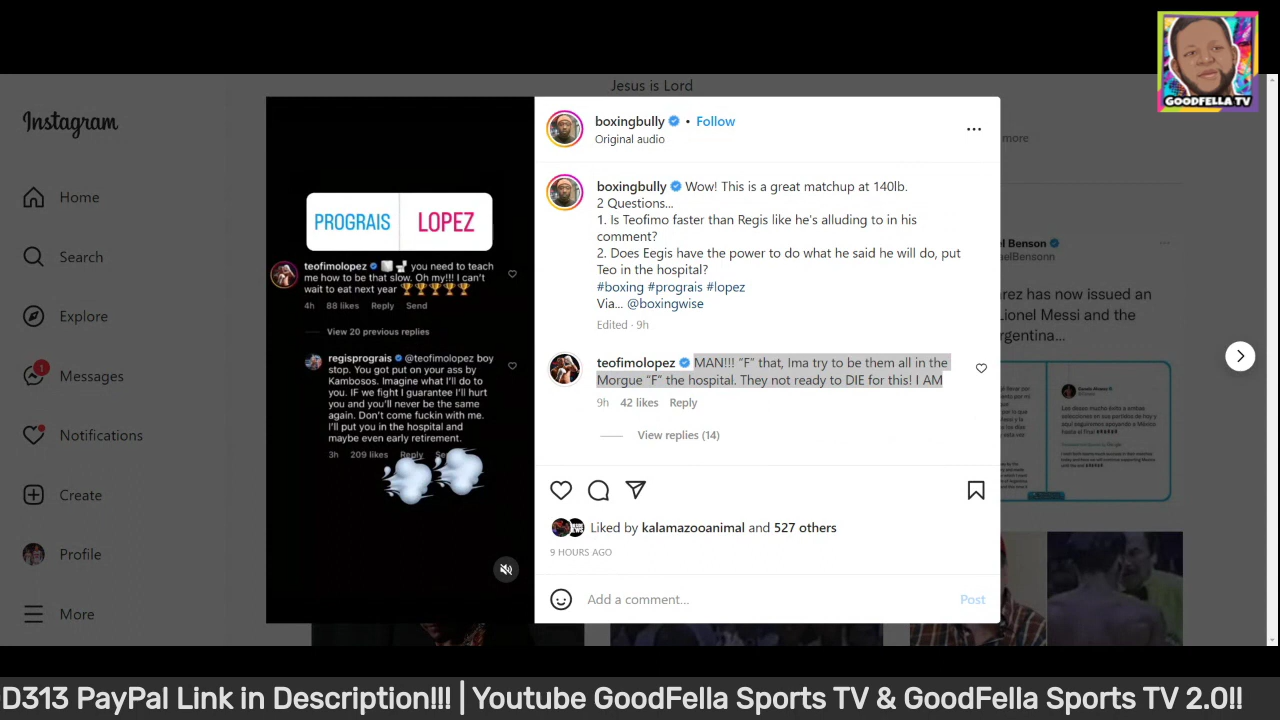 GOODFELLA TV
Jesus is Lord
Instagram
Home
Search
Explore
1
Messages
Notifications
Create
Profile
More
PROGRAIS
LOPEZ
teofimolopez you need to teach
me how to be that slow. Oh my!!! I can't
wait to eat next year 🏆🏆🏆🏆🏆
4h 88 likes Reply Send
View 20 previous replies
regisprograis @teofimolopez boy
stop. You got put on your ass by
Kambosos. Imagine what I'll do to
you. IF we fight I guarantee I'll hurt
you and you'll never be the same
again. Don't come fuckin with me.
I'll put you in the hospital and
maybe even early retirement.
3h 209 likes Reply
boxingbully • Follow
Original audio
boxingbully Wow! This is a great matchup at 140lb.
2 Questions...
1. Is Teofimo faster than Regis like he's alluding to in his
comment?
2. Does Eegis have the power to do what he said he will do, put
Teo in the hospital?
#boxing #prograis #lopez
Via... @boxingwise
Edited · 9h
teofimolopez MAN!!! “F” that, Ima try to be them all in the
Morgue “F” the hospital. They not ready to DIE for this! I AM
9h 42 likes Reply
View replies (14)
Liked by kalamazooanimal and 527 others
9 HOURS AGO
Add a comment...
Post
more
el Benson
aelBensonn
rez has now issued an
Lionel Messi and the
rgentina...
D313 PayPal Link in Description!!! | Youtube GoodFella Sports TV & GoodFella Sports TV 2.0!!